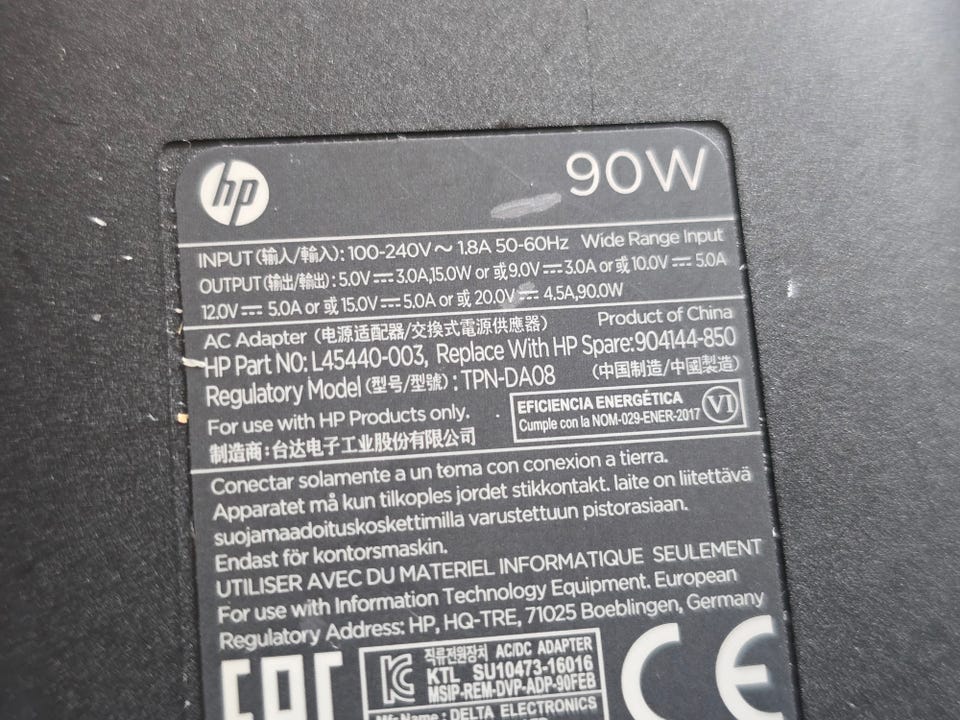 hp
90W
INPUT(输入/輸入): 100-240V～ 1.8A 50-60Hz Wide Range Input
OUTPUT(输出/輸出): 5.0V⎓3.0A,15.0W or 或9.0V⎓3.0A or或10.0V⎓5.0A
12.0V⎓ 5.0A or 或 15.0V⎓5.0A or 或 20.0V⎓ 4.5A,90.0W
AC Adapter (电源适配器/交換式電源供應器) Product of China
HP Part NO: L45440-003, Replace With HP Spare:904144-850
Regulatory Model (型号/型號): TPN-DA08 (中国制造/中國製造)
For use with HP Products only.
EFICIENCIA ENERGÉTICA
Cumple con la NOM-029-ENER-2017 VI
制造商:台达电子工业股份有限公司
Conectar solamente a un toma con conexion a tierra.
Apparatet må kun tilkoples jordet stikkontakt. laite on liitettävä
suojamaadoituskoskettimilla varustettuun pistorasiaan.
Endast för kontorsmaskin.
UTILISER AVEC DU MATERIEL INFORMATIQUE SEULEMENT
For use with Information Technology Equipment. European
Regulatory Address: HP, HQ-TRE, 71025 Boeblingen, Germany
EAC
직류전원장치 AC/DC ADAPTER
KTL SU10473-16016
MSIP-REM-DVP-ADP-90FEB
Mfr Name: DELTA ELECTRONICS
CE